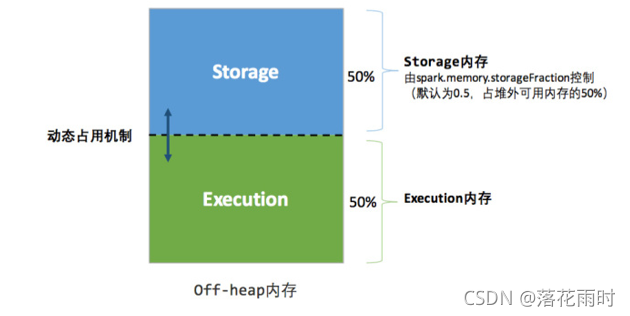 Storage
50%
Storage内存
由spark.memory.storageFraction控制
（默认为0.5，占堆外可用内存的50%）
动态占用机制
Execution
50%
Execution内存
Off-heap内存
CSDN @落花雨时